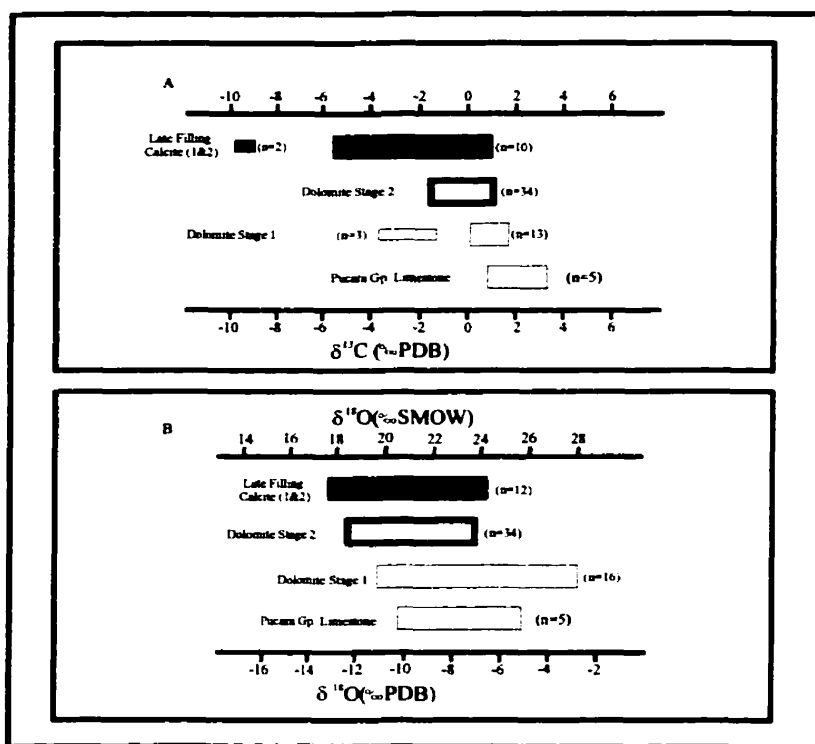 A
-10 -8 -6 -4 -2 0 2 4 6
Late Filling
Calcite (1&2)
(n=2)
(n=10)
Dolomite Stage 2
(n=34)
Dolomite Stage 1
(n=3)
(n=13)
Pucara Gp. Limestone
(n=5)
-10 -8 -6 -4 -2 0 2 4 6
δ¹³C (‰PDB)
B
δ¹⁸O(‰SMOW)
14 16 18 20 22 24 26 28
Late Filling
Calcite (1&2)
(n=12)
Dolomite Stage 2
(n=34)
Dolomite Stage 1
(n=16)
Pucara Gp. Limestone
(n=5)
-16 -14 -12 -10 -8 -6 -4 -2
δ¹⁸O(‰PDB)